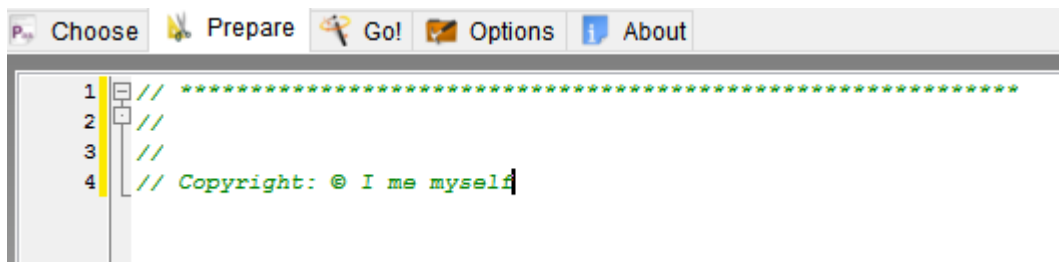 Choose Prepare Go! Options About
1 // ************************************************************
2 //
3 //
4 // Copyright: © I me myself